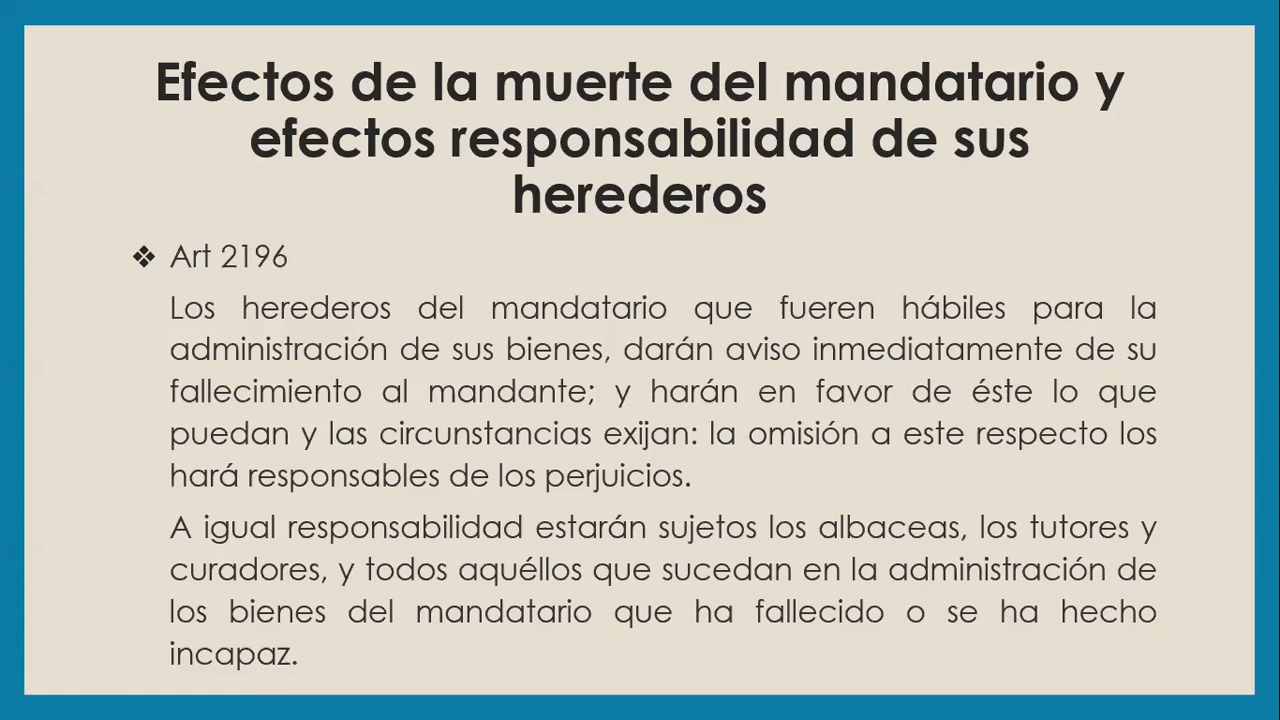 Efectos de la muerte del mandatario y
efectos responsabilidad de sus
herederos
❖ Art 2196
Los herederos del mandatario que fueren hábiles para la
administración de sus bienes, darán aviso inmediatamente de su
fallecimiento al mandante; y harán en favor de éste lo que
puedan y las circunstancias exijan: la omisión a este respecto los
hará responsables de los perjuicios.
A igual responsabilidad estarán sujetos los albaceas, los tutores y
curadores, y todos aquéllos que sucedan en la administración de
los bienes del mandatario que ha fallecido o se ha hecho
incapaz.